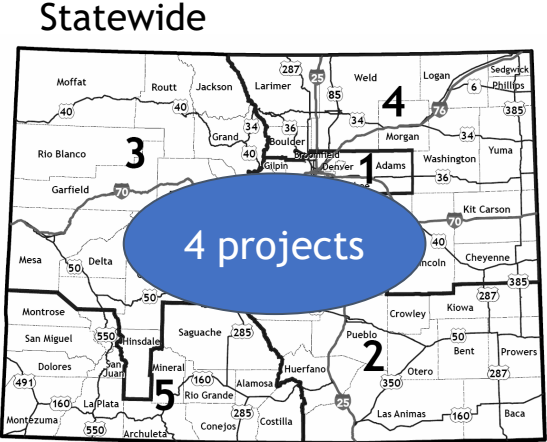 Statewide
287
25
Moffat
Routt
Jackson
Larimer
85
Weld
Logan
Sedgwick
6
Phillips
76
385
40
40
4
34
34
36
Grand
Boulder
Morgan
34
Rio Blanco
3
40
Broomfield
Gilpin
Denver
1
Adams
Washington
Yuma
36
Garfield
70
Kit Carson
70
4 projects
40
Mesa
50
Delta
Cheyenne
385
50
287
Montrose
Crowley
Kiowa
San Miguel
550
Hinsdale
Saguache
285
Pueblo
2
50
Bent
Prowers
Dolores
San
Juan
Mineral
Huerfano
Otero
287
491
160
Alamosa
350
160
LaPlata
5
Rio Grande
285
25
Las Animas
160
Baca
Montezuma
550
Archuleta
Conejos
Costilla